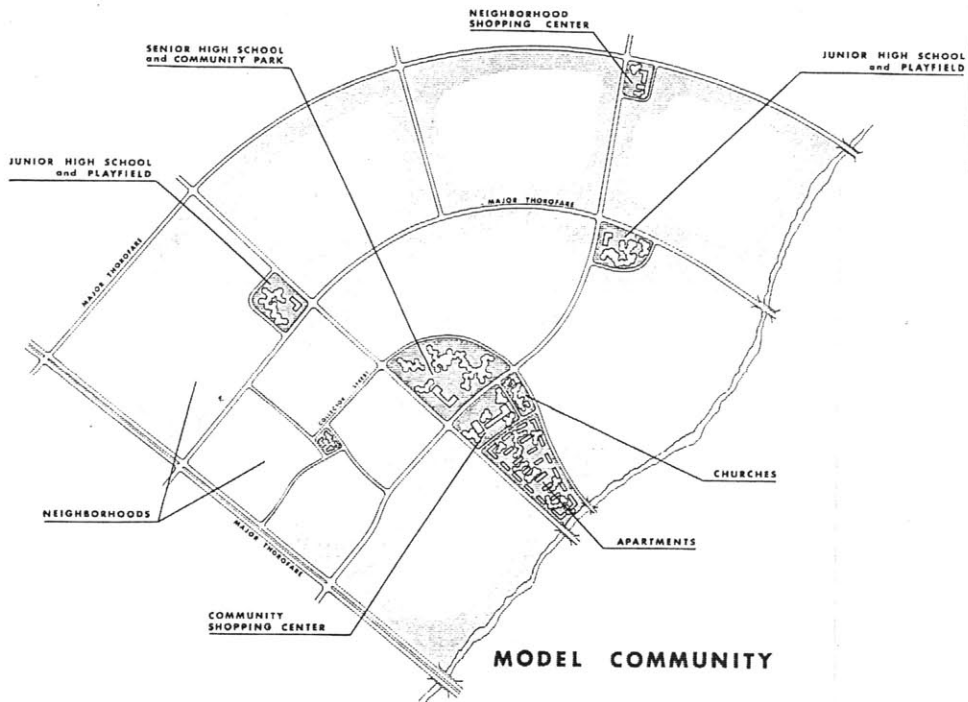 NEIGHBORHOOD
SHOPPING CENTER
SENIOR HIGH SCHOOL
and COMMUNITY PARK
JUNIOR HIGH SCHOOL
and PLAYFIELD
JUNIOR HIGH SCHOOL
and PLAYFIELD
MAJOR THOROFARE
MAJOR THOROFARE
COLLECTOR STREET
CHURCHES
NEIGHBORHOODS
MAJOR THOROFARE
APARTMENTS
COMMUNITY
SHOPPING CENTER
MODEL COMMUNITY